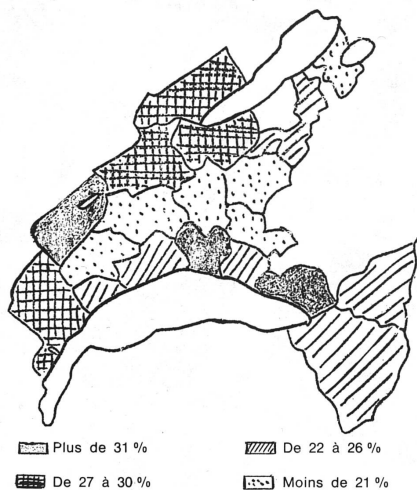 Plus de 31 %
De 22 à 26 %
De 27 à 30 %
Moins de 21 %